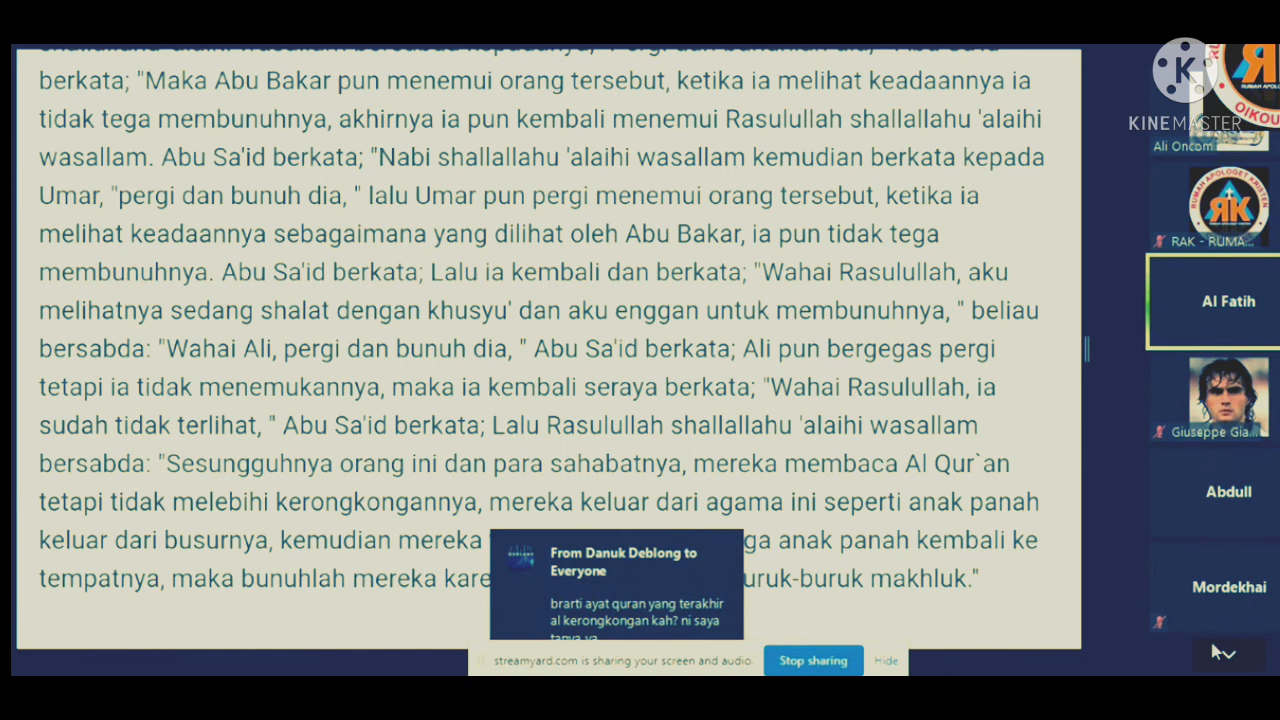 berkata; "Maka Abu Bakar pun menemui orang tersebut, ketika ia melihat keadaannya ia
tidak tega membunuhnya, akhirnya ia pun kembali menemui Rasulullah shallallahu 'alaihi
wasallam. Abu Sa'id berkata; "Nabi shallallahu 'alaihi wasallam kemudian berkata kepada
Umar, "pergi dan bunuh dia, " lalu Umar pun pergi menemui orang tersebut, ketika ia
melihat keadaannya sebagaimana yang dilihat oleh Abu Bakar, ia pun tidak tega
membunuhnya. Abu Sa'id berkata; Lalu ia kembali dan berkata; "Wahai Rasulullah, aku
melihatnya sedang shalat dengan khusyu' dan aku enggan untuk membunuhnya, " beliau
bersabda: "Wahai Ali, pergi dan bunuh dia, " Abu Sa'id berkata; Ali pun bergegas pergi
tetapi ia tidak menemukannya, maka ia kembali seraya berkata; "Wahai Rasulullah, ia
sudah tidak terlihat, " Abu Sa'id berkata; Lalu Rasulullah shallallahu 'alaihi wasallam
bersabda: "Sesungguhnya orang ini dan para sahabatnya, mereka membaca Al Qur`an
tetapi tidak melebihi kerongkongannya, mereka keluar dari agama ini seperti anak panah
keluar dari busurnya, kemudian mereka ga anak panah kembali ke
tempatnya, maka bunuhlah mereka kare uruk-buruk makhluk."
From Danuk Deblong to
Everyone
brarti ayat quran yang terakhir
al kerongkongan kah? ni saya
tanya ya
streamyard.com is sharing your screen and audio.
Stop sharing
Hide
K
KINEMASTER
OIKOU
Ali Oncom
RUMAH APOLOGET KRISTEN
RK
RAK - RUMA...
Al Fatih
Giuseppe Gia...
Abdull
Mordekhai